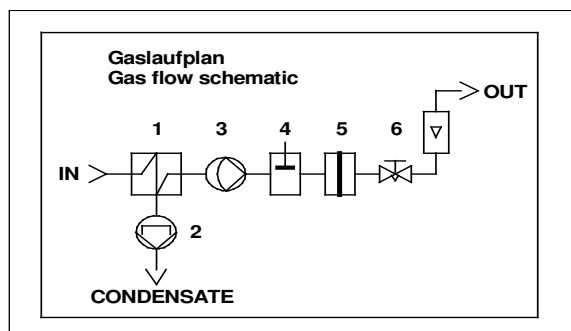 Gaslaufplan
Gas flow schematic
OUT
1 3 4 5 6
IN
2
CONDENSATE